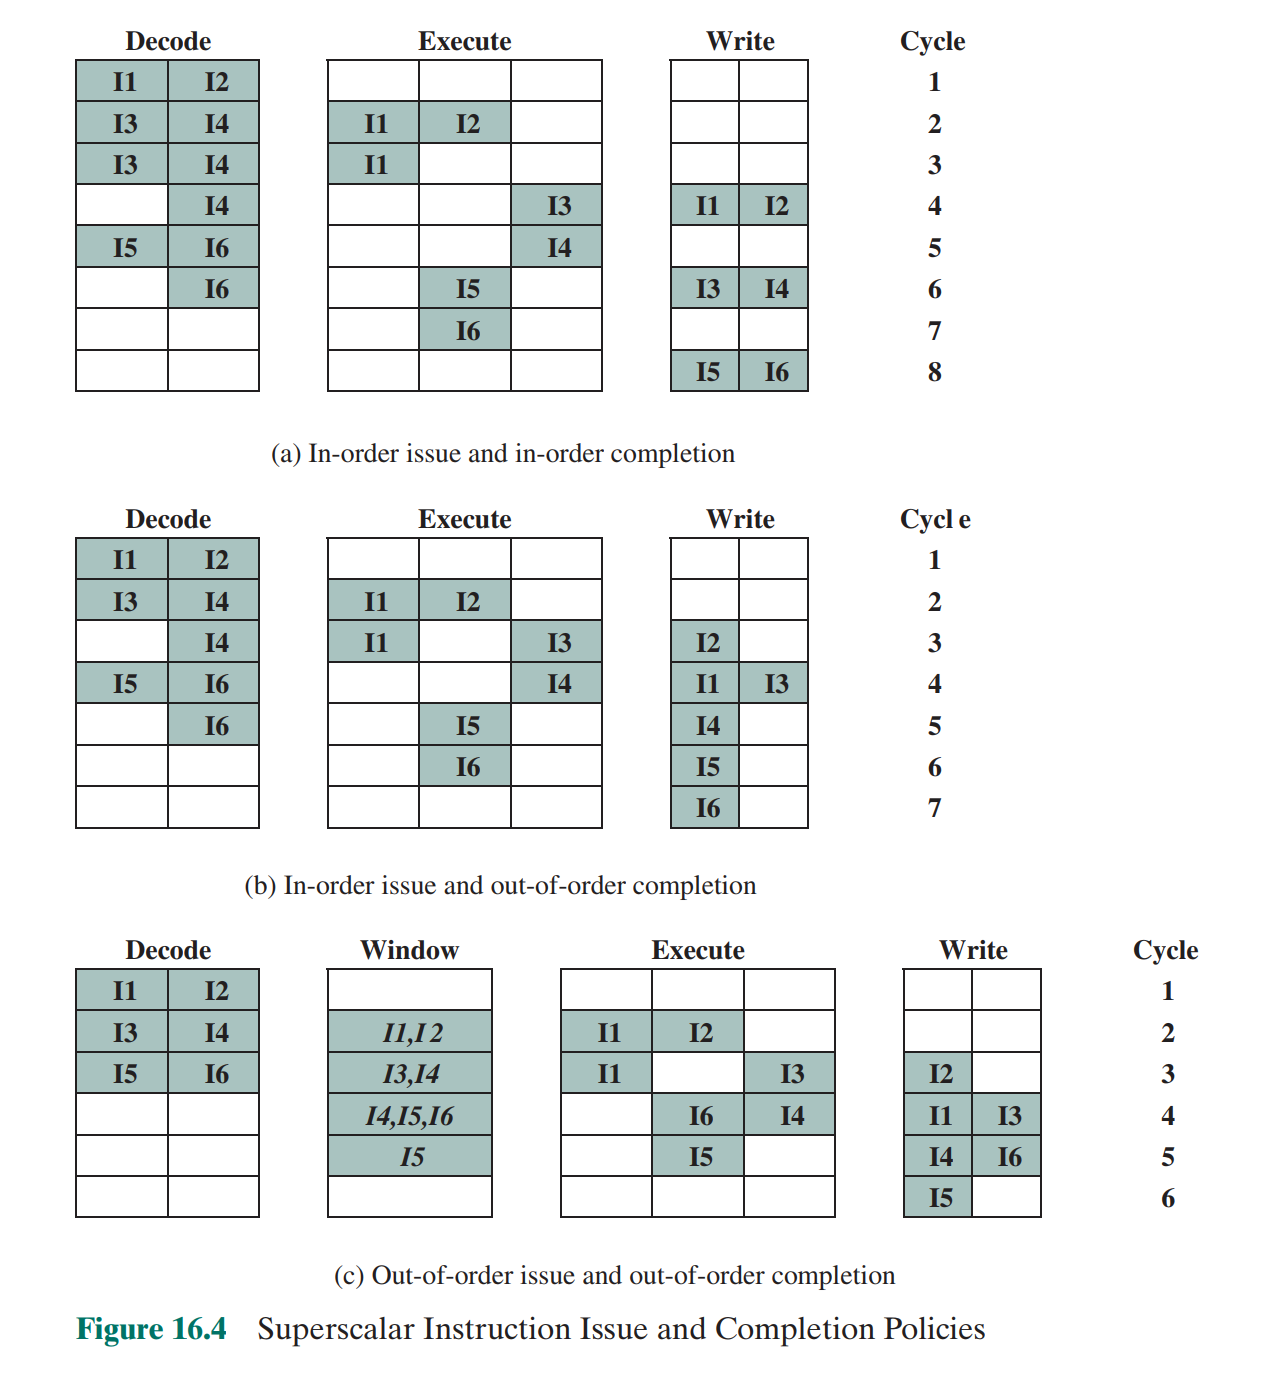 Decode Execute Write Cycle
I1 I2 1
I3 I4 I1 I2 2
I3 I4 I1 3
I4 I3 I1 I2 4
I5 I6 I4 5
I6 I5 I3 I4 6
I6 7
I5 I6 8
(a) In-order issue and in-order completion
Decode Execute Write Cycl e
I1 I2 1
I3 I4 I1 I2 2
I4 I1 I3 I2 3
I5 I6 I4 I1 I3 4
I6 I5 I4 5
I6 I5 6
I6 7
(b) In-order issue and out-of-order completion
Decode Window Execute Write Cycle
I1 I2 1
I3 I4 I1,I 2 I1 I2 2
I5 I6 I3,I4 I1 I3 I2 3
I4,I5,I6 I6 I4 I1 I3 4
I5 I5 I4 I6 5
I5 6
(c) Out-of-order issue and out-of-order completion
Figure 16.4 Superscalar Instruction Issue and Completion Policies